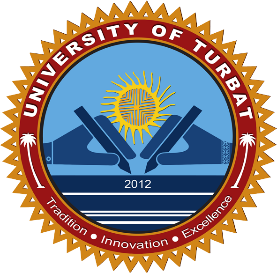 UNIVERSITY OF TURBAT
2012
Tradition • Innovation • Excellence